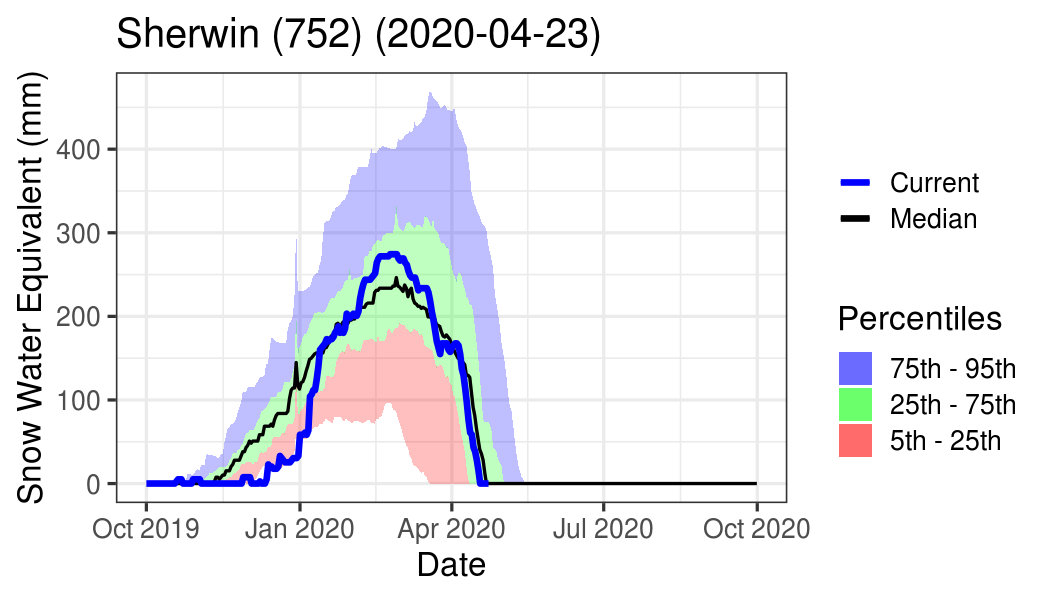 Sherwin (752) (2020-04-23)
Snow Water Equivalent (mm)
400
300
200
100
0
Oct 2019
Jan 2020
Apr 2020
Jul 2020
Oct 2020
Date
Current
Median
Percentiles
75th - 95th
25th - 75th
5th - 25th